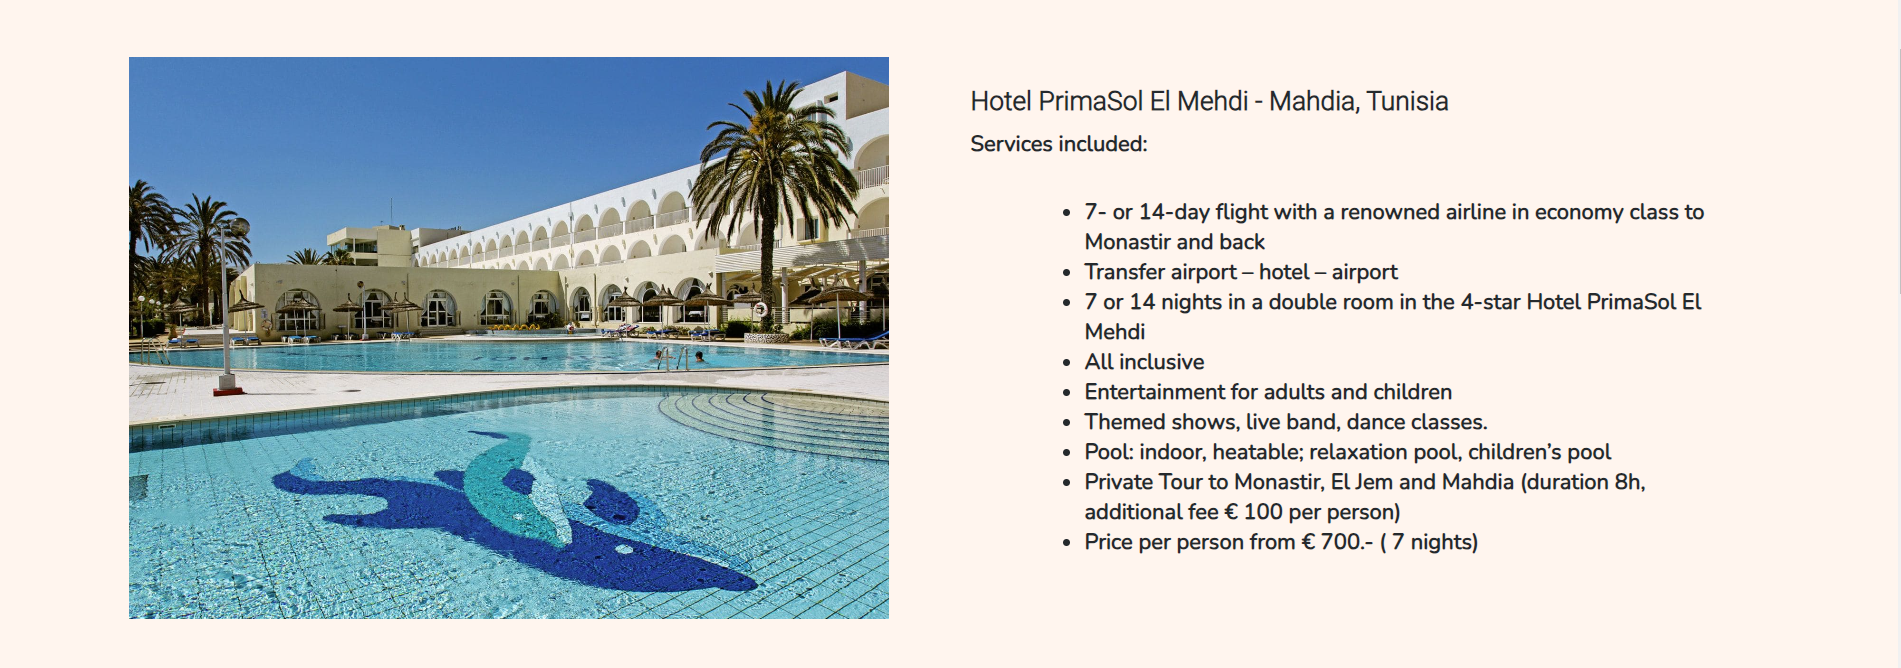 Hotel PrimaSol El Mehdi - Mahdia, Tunisia
Services included:
• 7- or 14-day flight with a renowned airline in economy class to
Monastir and back
• Transfer airport – hotel – airport
• 7 or 14 nights in a double room in the 4-star Hotel PrimaSol El
Mehdi
• All inclusive
• Entertainment for adults and children
• Themed shows, live band, dance classes.
• Pool: indoor, heatable; relaxation pool, children’s pool
• Private Tour to Monastir, El Jem and Mahdia (duration 8h,
additional fee € 100 per person)
• Price per person from € 700.- ( 7 nights)